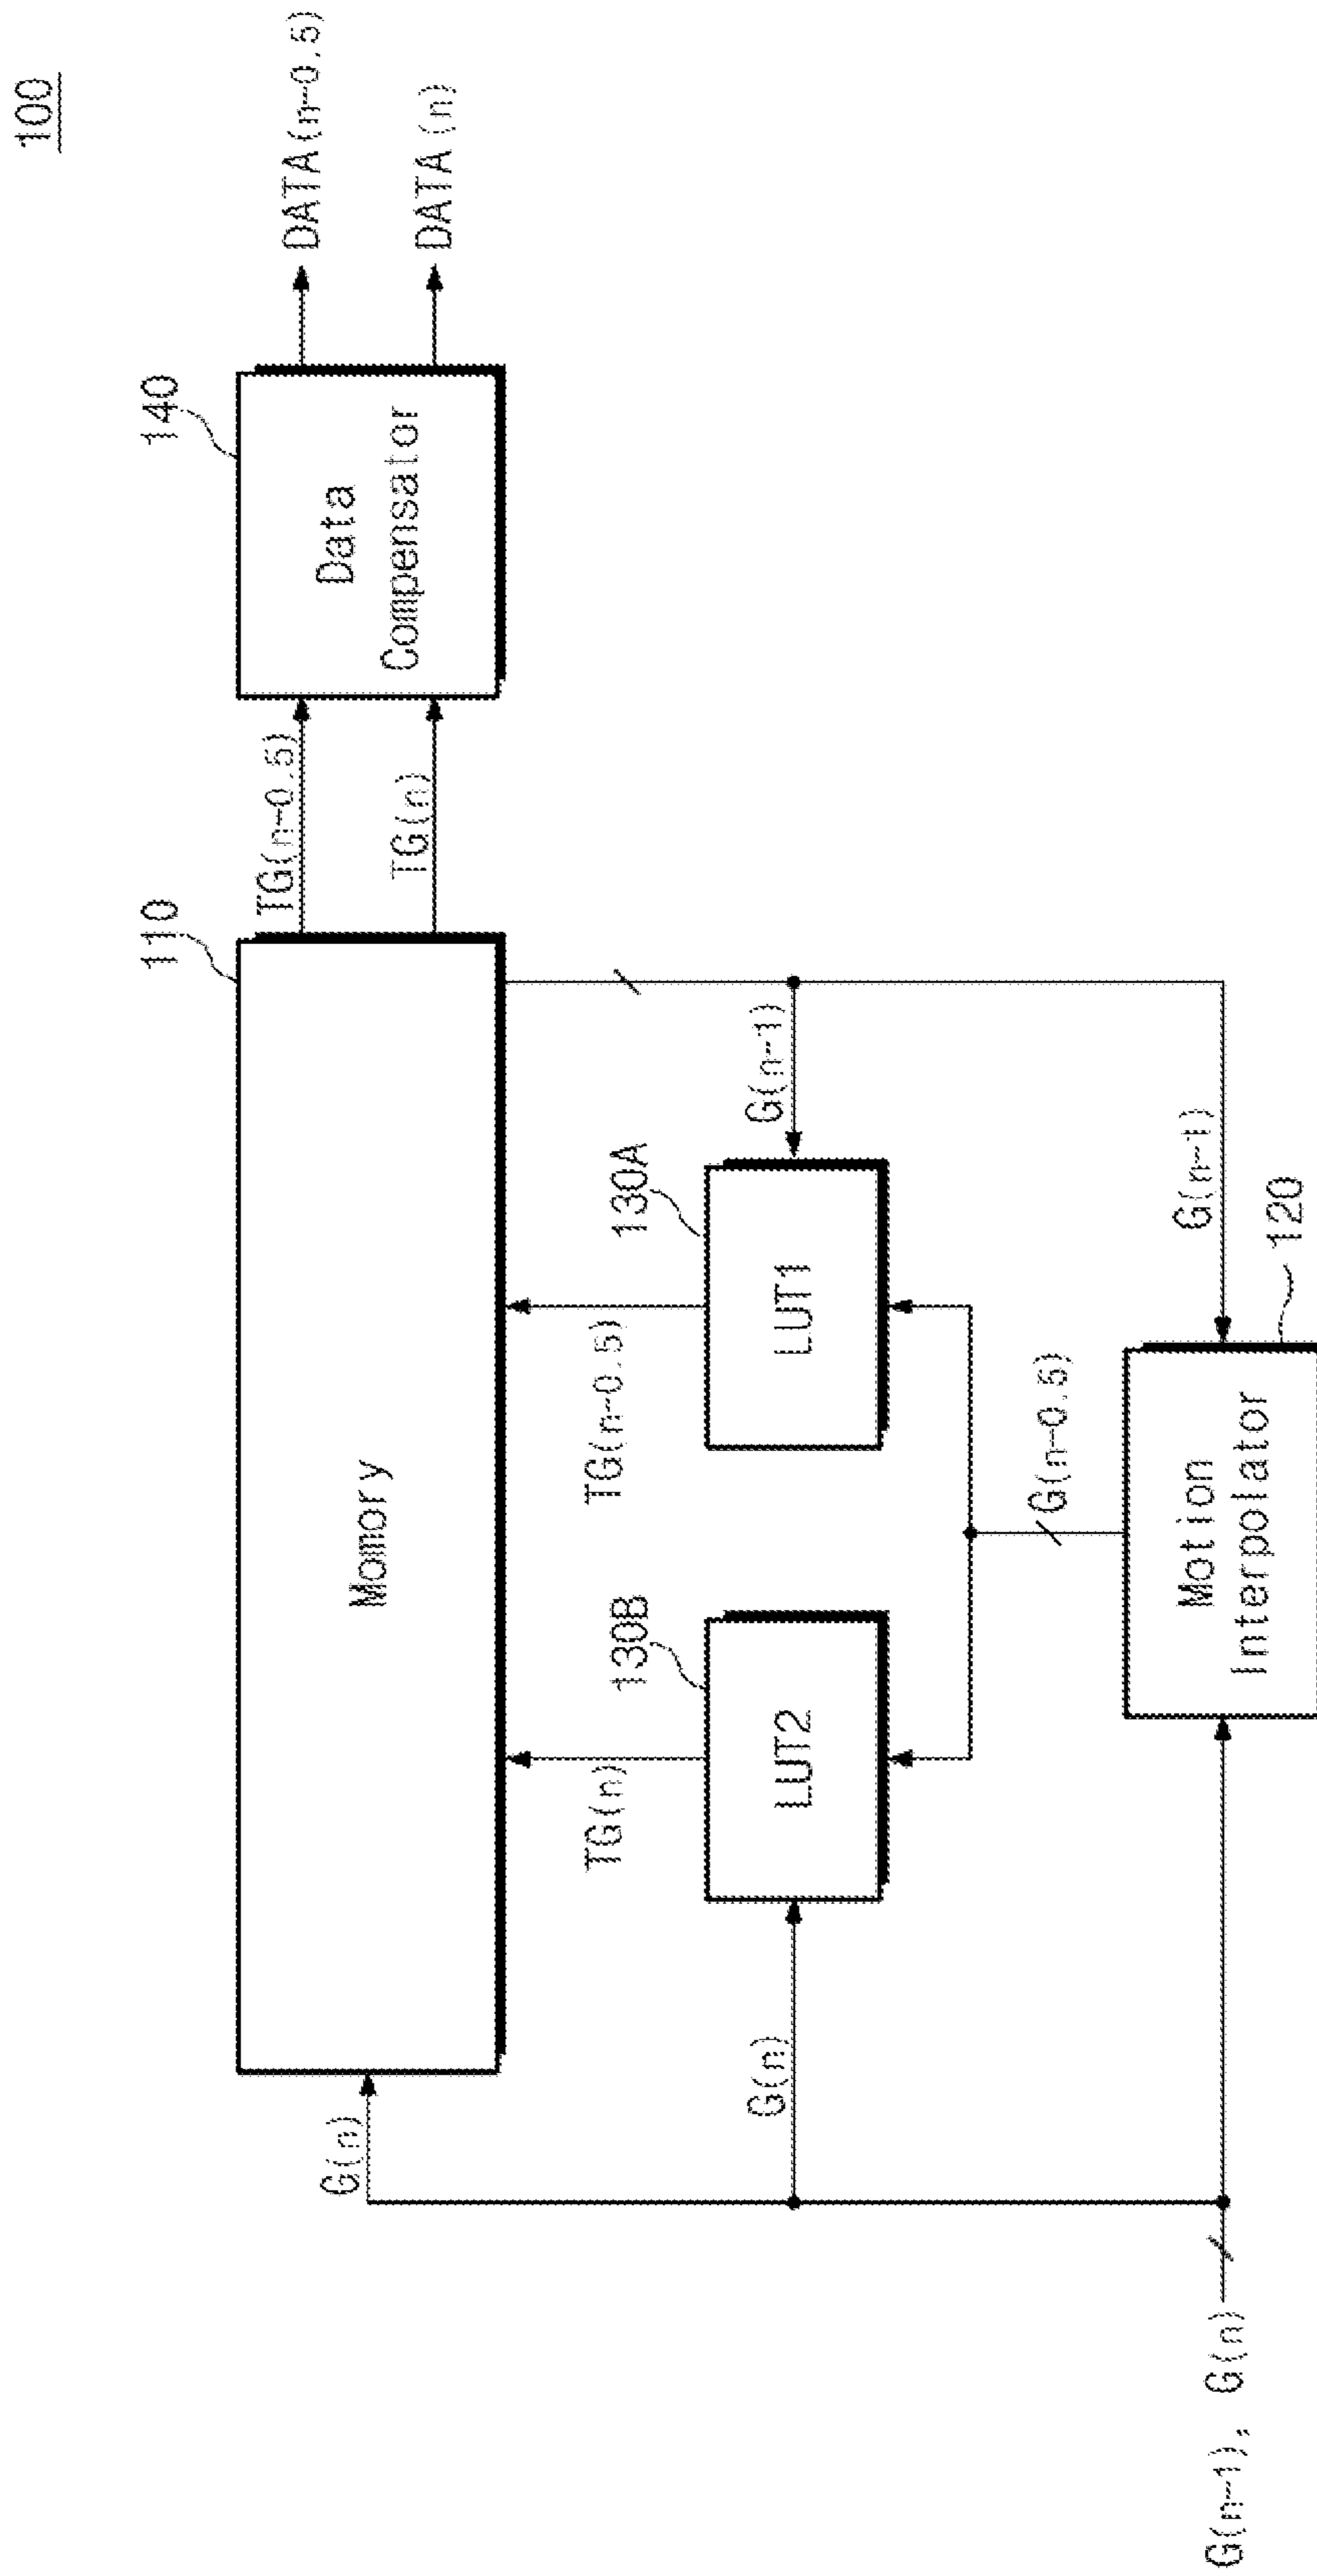 100
110
Momory
TG(n-0.5)
TG(n)
140
Data
Compensator
DATA(n-0.5)
DATA(n)
G(n)
G(n)
TG(n)
130B
LUT2
TG(n-0.5)
130A
LUT1
G(n-1)
G(n-0.5)
G(n-1)
Motion
Interpolator
120
G(n-1), G(n)